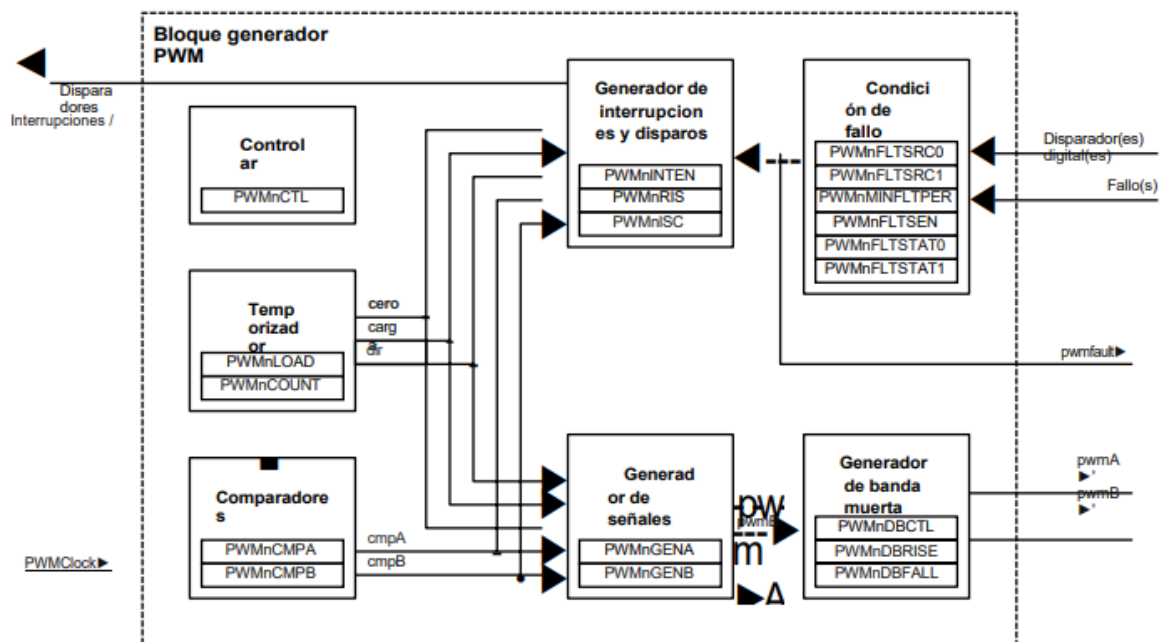 Bloque generador
PWM
Dispara
dores
Interrupciones /
Control
ar
PWMnCTL
Generador de
interrupcion
es y disparos
PWMnINTEN
PWMnRIS
PWMnISC
Condici
ón de
fallo
PWMnFLTSRC0
PWMnFLTSRC1
PWMnMINFLTPER
PWMnFLTSEN
PWMnFLTSTAT0
PWMnFLTSTAT1
Disparador(es)
digital(es)
Fallo(s)
Temp
orizad
or
PWMnLOAD
PWMnCOUNT
cero
carg
a
dir
pwmfault
Comparadore
s
PWMnCMPA
PWMnCMPB
cmpA
cmpB
PWMClock
Generad
or de
señales
PWMnGENA
PWMnGENB
pw
pwmB
m
A
Generador
de banda
muerta
PWMnDBCTL
PWMnDBRISE
PWMnDBFALL
pwmA
'
pwmB
'